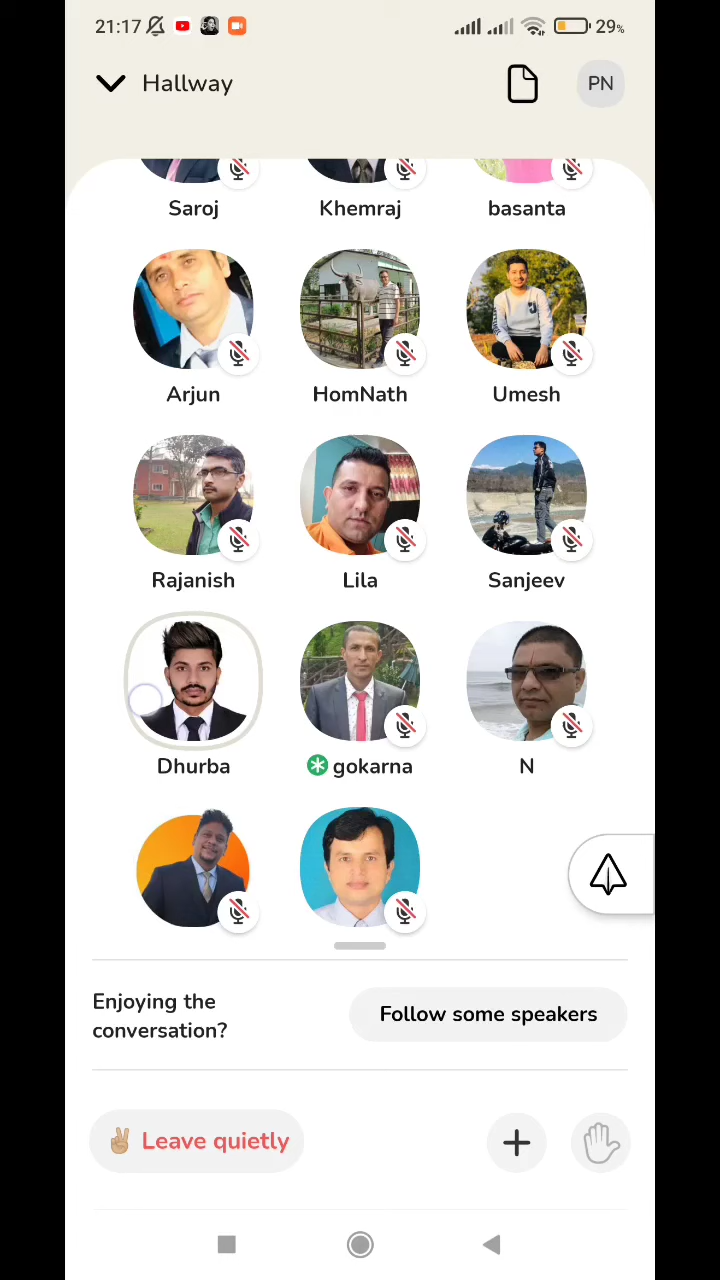 21:17
29%
Hallway
PN
Saroj
Khemraj
basanta
Arjun
HomNath
Umesh
Rajanish
Lila
Sanjeev
Dhurba
gokarna
N
Enjoying the
conversation?
Follow some speakers
Leave quietly